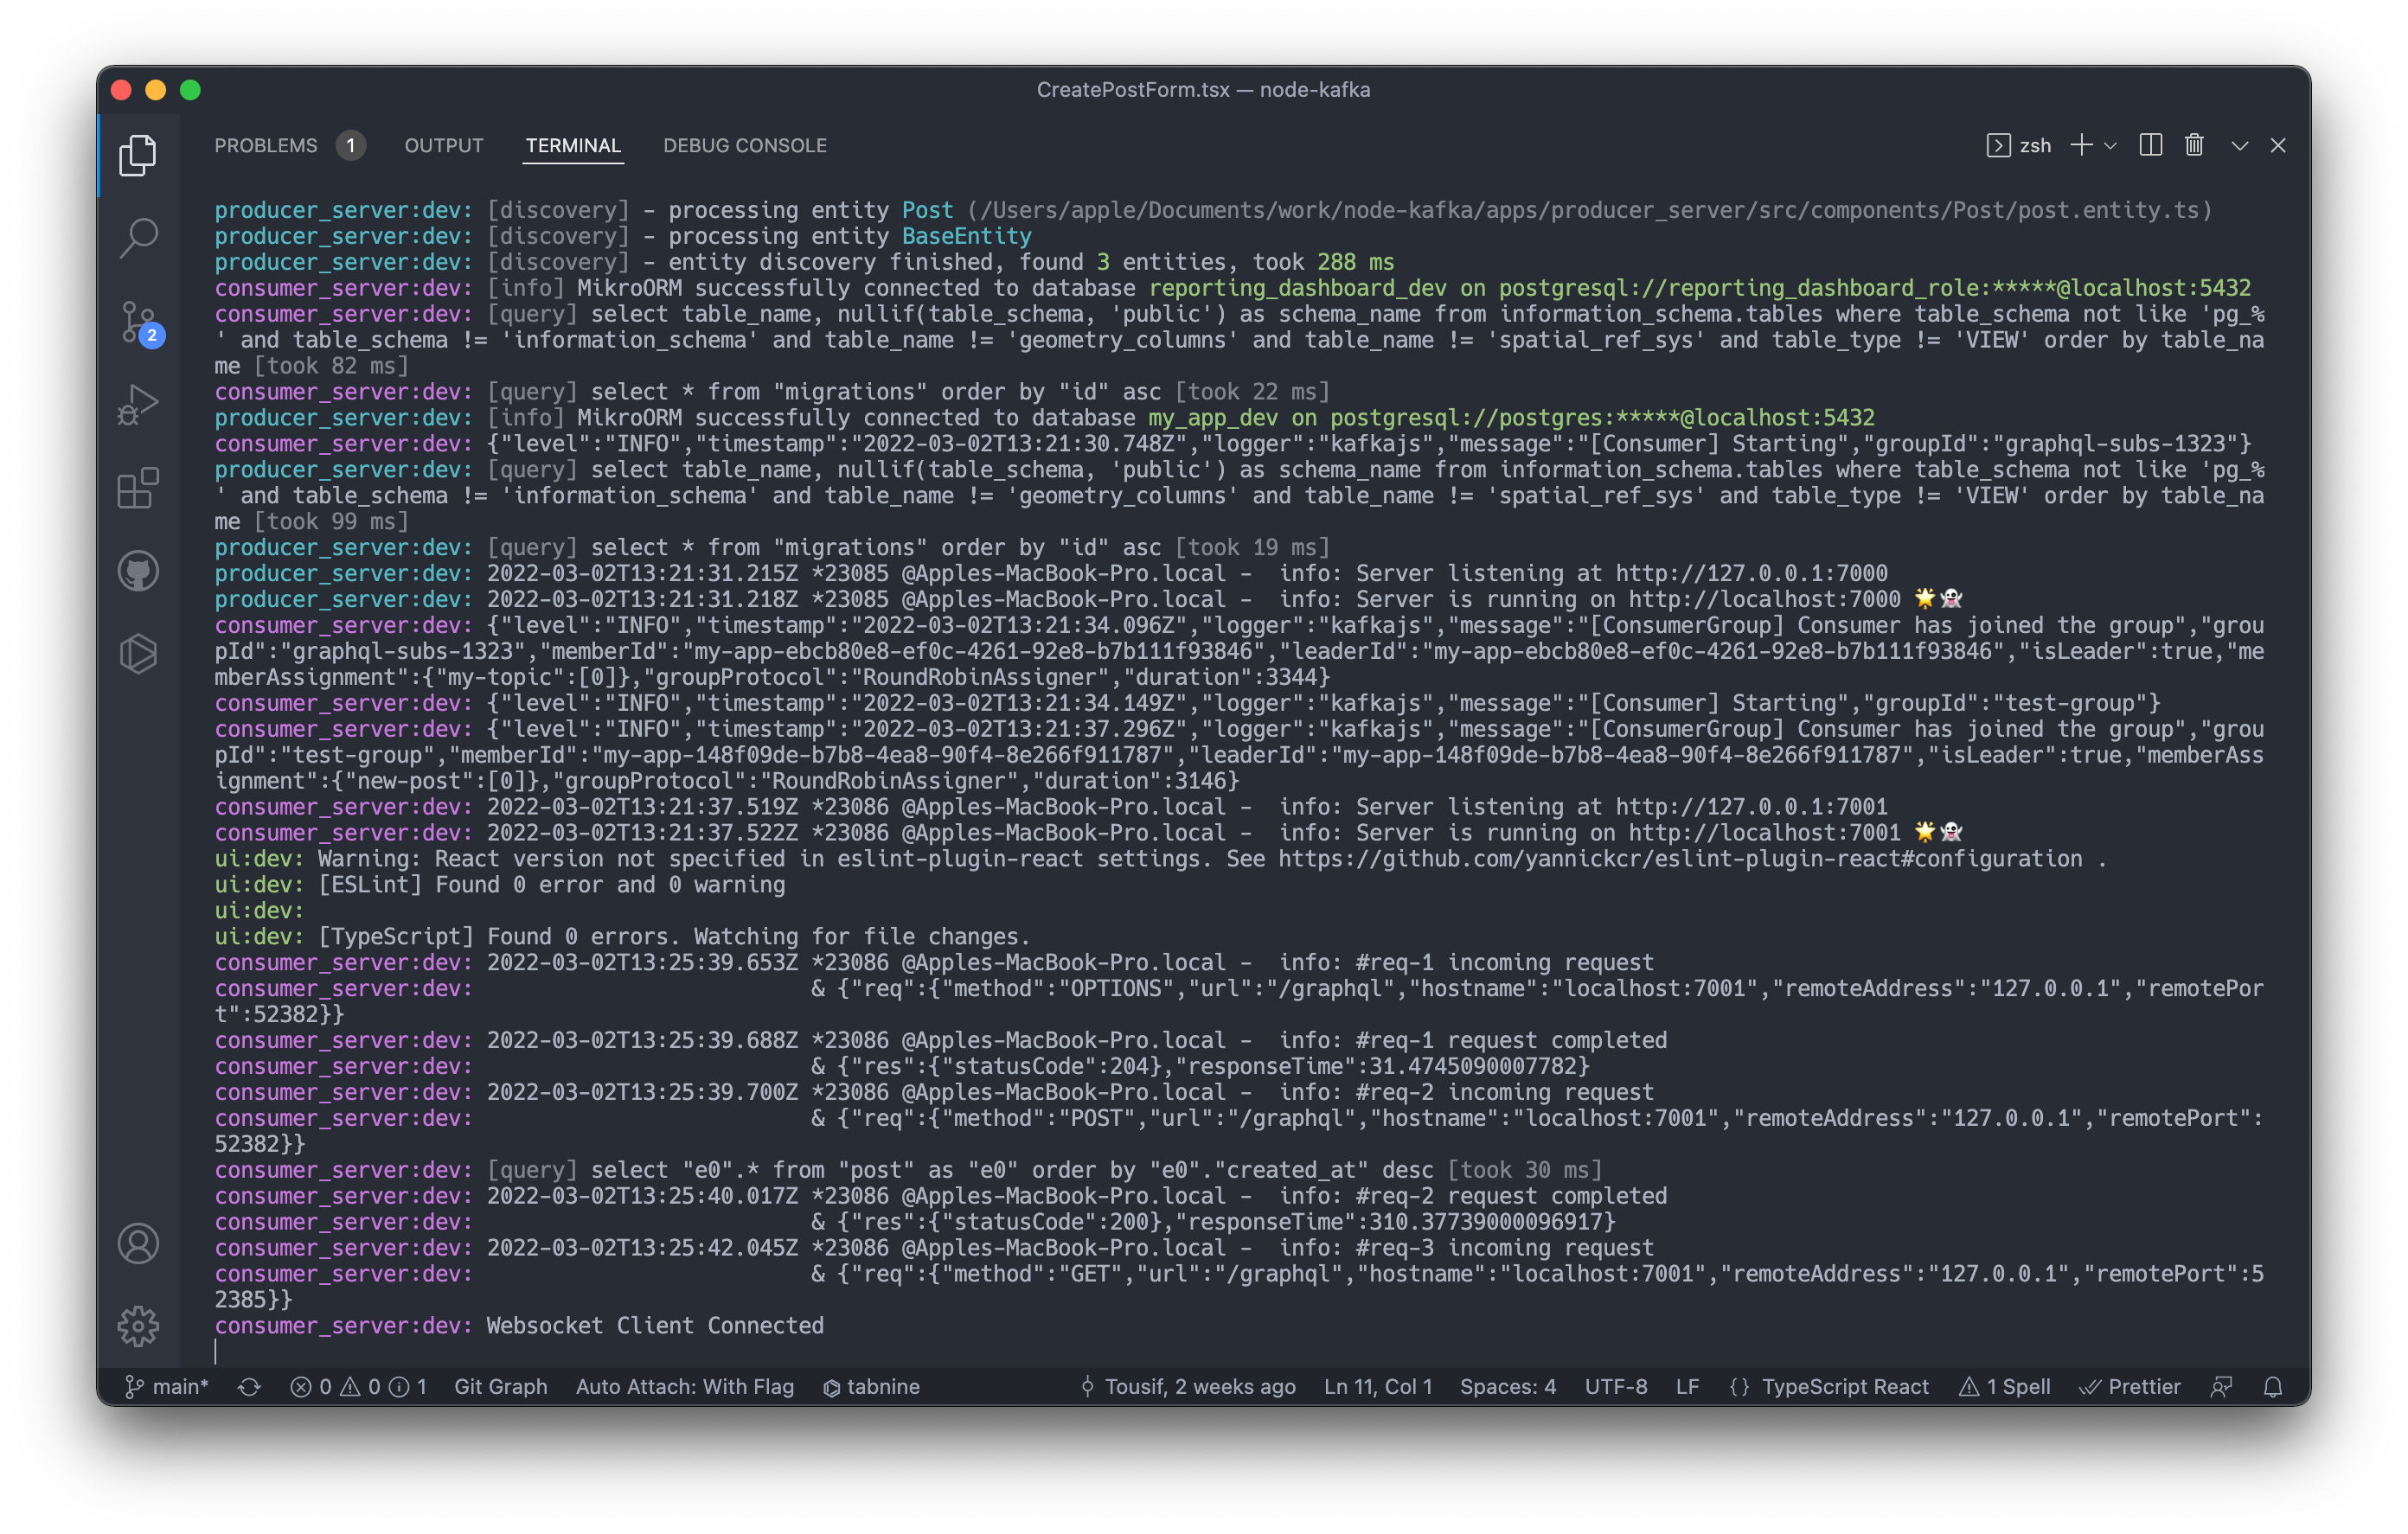 CreatePostForm.tsx — node-kafka
PROBLEMS 1 OUTPUT TERMINAL DEBUG CONSOLE zsh
producer_server:dev: [discovery] - processing entity Post (/Users/apple/Documents/work/node-kafka/apps/producer_server/src/components/Post/post.entity.ts)
producer_server:dev: [discovery] - processing entity BaseEntity
producer_server:dev: [discovery] - entity discovery finished, found 3 entities, took 288 ms
consumer_server:dev: [info] MikroORM successfully connected to database reporting_dashboard_dev on postgresql://reporting_dashboard_role:*****@localhost:5432
consumer_server:dev: [query] select table_name, nullif(table_schema, 'public') as schema_name from information_schema.tables where table_schema not like 'pg_%
' and table_schema != 'information_schema' and table_name != 'geometry_columns' and table_name != 'spatial_ref_sys' and table_type != 'VIEW' order by table_na
me [took 82 ms]
consumer_server:dev: [query] select * from "migrations" order by "id" asc [took 22 ms]
producer_server:dev: [info] MikroORM successfully connected to database my_app_dev on postgresql://postgres:*****@localhost:5432
consumer_server:dev: {"level":"INFO","timestamp":"2022-03-02T13:21:30.748Z","logger":"kafkajs","message":"[Consumer] Starting","groupId":"graphql-subs-1323"}
producer_server:dev: [query] select table_name, nullif(table_schema, 'public') as schema_name from information_schema.tables where table_schema not like 'pg_%
' and table_schema != 'information_schema' and table_name != 'geometry_columns' and table_name != 'spatial_ref_sys' and table_type != 'VIEW' order by table_na
me [took 99 ms]
producer_server:dev: [query] select * from "migrations" order by "id" asc [took 19 ms]
producer_server:dev: 2022-03-02T13:21:31.215Z *23085 @Apples-MacBook-Pro.local -  info: Server listening at http://127.0.0.1:7000
producer_server:dev: 2022-03-02T13:21:31.218Z *23085 @Apples-MacBook-Pro.local -  info: Server is running on http://localhost:7000 🌟👻
consumer_server:dev: {"level":"INFO","timestamp":"2022-03-02T13:21:34.096Z","logger":"kafkajs","message":"[ConsumerGroup] Consumer has joined the group","grou
pId":"graphql-subs-1323","memberId":"my-app-ebcb80e8-ef0c-4261-92e8-b7b111f93846","leaderId":"my-app-ebcb80e8-ef0c-4261-92e8-b7b111f93846","isLeader":true,"me
mberAssignment":{"my-topic":[0]},"groupProtocol":"RoundRobinAssigner","duration":3344}
consumer_server:dev: {"level":"INFO","timestamp":"2022-03-02T13:21:34.149Z","logger":"kafkajs","message":"[Consumer] Starting","groupId":"test-group"}
consumer_server:dev: {"level":"INFO","timestamp":"2022-03-02T13:21:37.296Z","logger":"kafkajs","message":"[ConsumerGroup] Consumer has joined the group","grou
pId":"test-group","memberId":"my-app-148f09de-b7b8-4ea8-90f4-8e266f911787","leaderId":"my-app-148f09de-b7b8-4ea8-90f4-8e266f911787","isLeader":true,"memberAss
ignment":{"new-post":[0]},"groupProtocol":"RoundRobinAssigner","duration":3146}
consumer_server:dev: 2022-03-02T13:21:37.519Z *23086 @Apples-MacBook-Pro.local -  info: Server listening at http://127.0.0.1:7001
consumer_server:dev: 2022-03-02T13:21:37.522Z *23086 @Apples-MacBook-Pro.local -  info: Server is running on http://localhost:7001 🌟👻
ui:dev: Warning: React version not specified in eslint-plugin-react settings. See https://github.com/yannickcr/eslint-plugin-react#configuration .
ui:dev: [ESLint] Found 0 error and 0 warning
ui:dev:
ui:dev: [TypeScript] Found 0 errors. Watching for file changes.
consumer_server:dev: 2022-03-02T13:25:39.653Z *23086 @Apples-MacBook-Pro.local -  info: #req-1 incoming request
consumer_server:dev:                          & {"req":{"method":"OPTIONS","url":"/graphql","hostname":"localhost:7001","remoteAddress":"127.0.0.1","remotePor
t":52382}}
consumer_server:dev: 2022-03-02T13:25:39.688Z *23086 @Apples-MacBook-Pro.local -  info: #req-1 request completed
consumer_server:dev:                          & {"res":{"statusCode":204},"responseTime":31.4745090007782}
consumer_server:dev: 2022-03-02T13:25:39.700Z *23086 @Apples-MacBook-Pro.local -  info: #req-2 incoming request
consumer_server:dev:                          & {"req":{"method":"POST","url":"/graphql","hostname":"localhost:7001","remoteAddress":"127.0.0.1","remotePort":
52382}}
consumer_server:dev: [query] select "e0".* from "post" as "e0" order by "e0"."created_at" desc [took 30 ms]
consumer_server:dev: 2022-03-02T13:25:40.017Z *23086 @Apples-MacBook-Pro.local -  info: #req-2 request completed
consumer_server:dev:                          & {"res":{"statusCode":200},"responseTime":310.37739000096917}
consumer_server:dev: 2022-03-02T13:25:42.045Z *23086 @Apples-MacBook-Pro.local -  info: #req-3 incoming request
consumer_server:dev:                          & {"req":{"method":"GET","url":"/graphql","hostname":"localhost:7001","remoteAddress":"127.0.0.1","remotePort":5
2385}}
consumer_server:dev: Websocket Client Connected
2
main* 0 0 1 Git Graph Auto Attach: With Flag tabnine Tousif, 2 weeks ago Ln 11, Col 1 Spaces: 4 UTF-8 LF {} TypeScript React 1 Spell Prettier